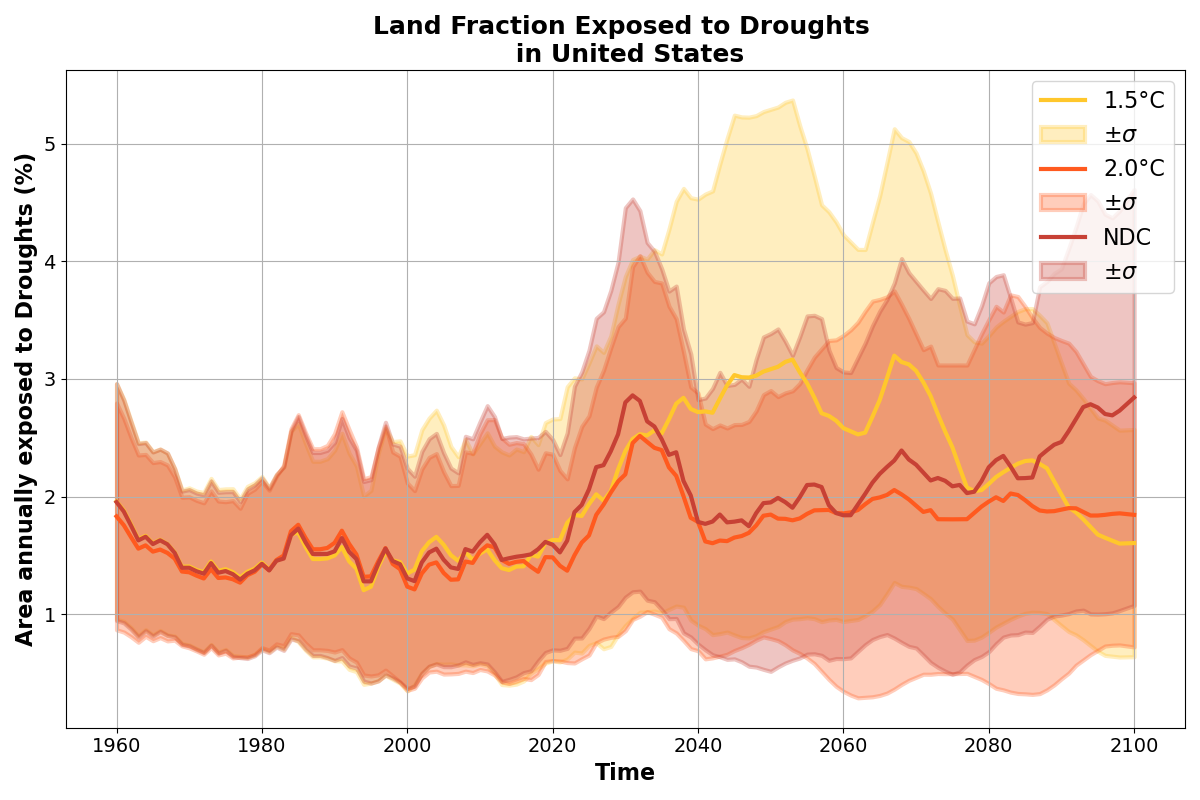 Land Fraction Exposed to Droughts
in United States
Area annually exposed to Droughts (%)
5
4
3
2
1
1960
1980
2000
2020
2040
2060
2080
2100
Time
1.5°C
±σ
2.0°C
±σ
NDC
±σ